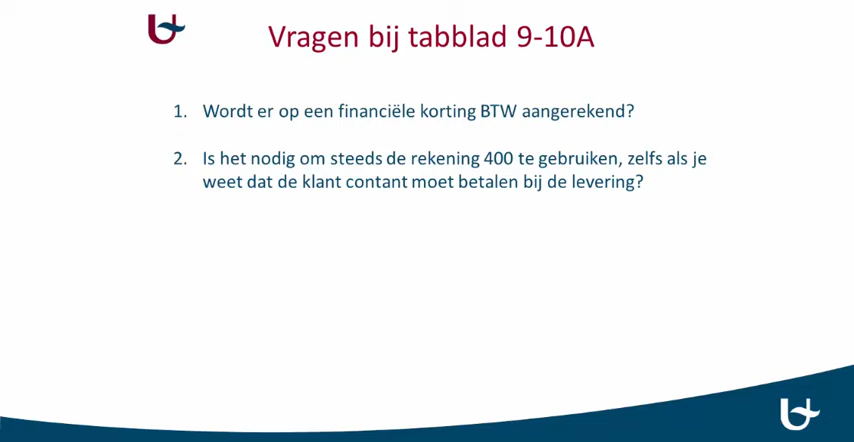 Vragen bij tabblad 9-10A
1. Wordt er op een financiële korting BTW aangerekend?
2. Is het nodig om steeds de rekening 400 te gebruiken, zelfs als je
weet dat de klant contant moet betalen bij de levering?